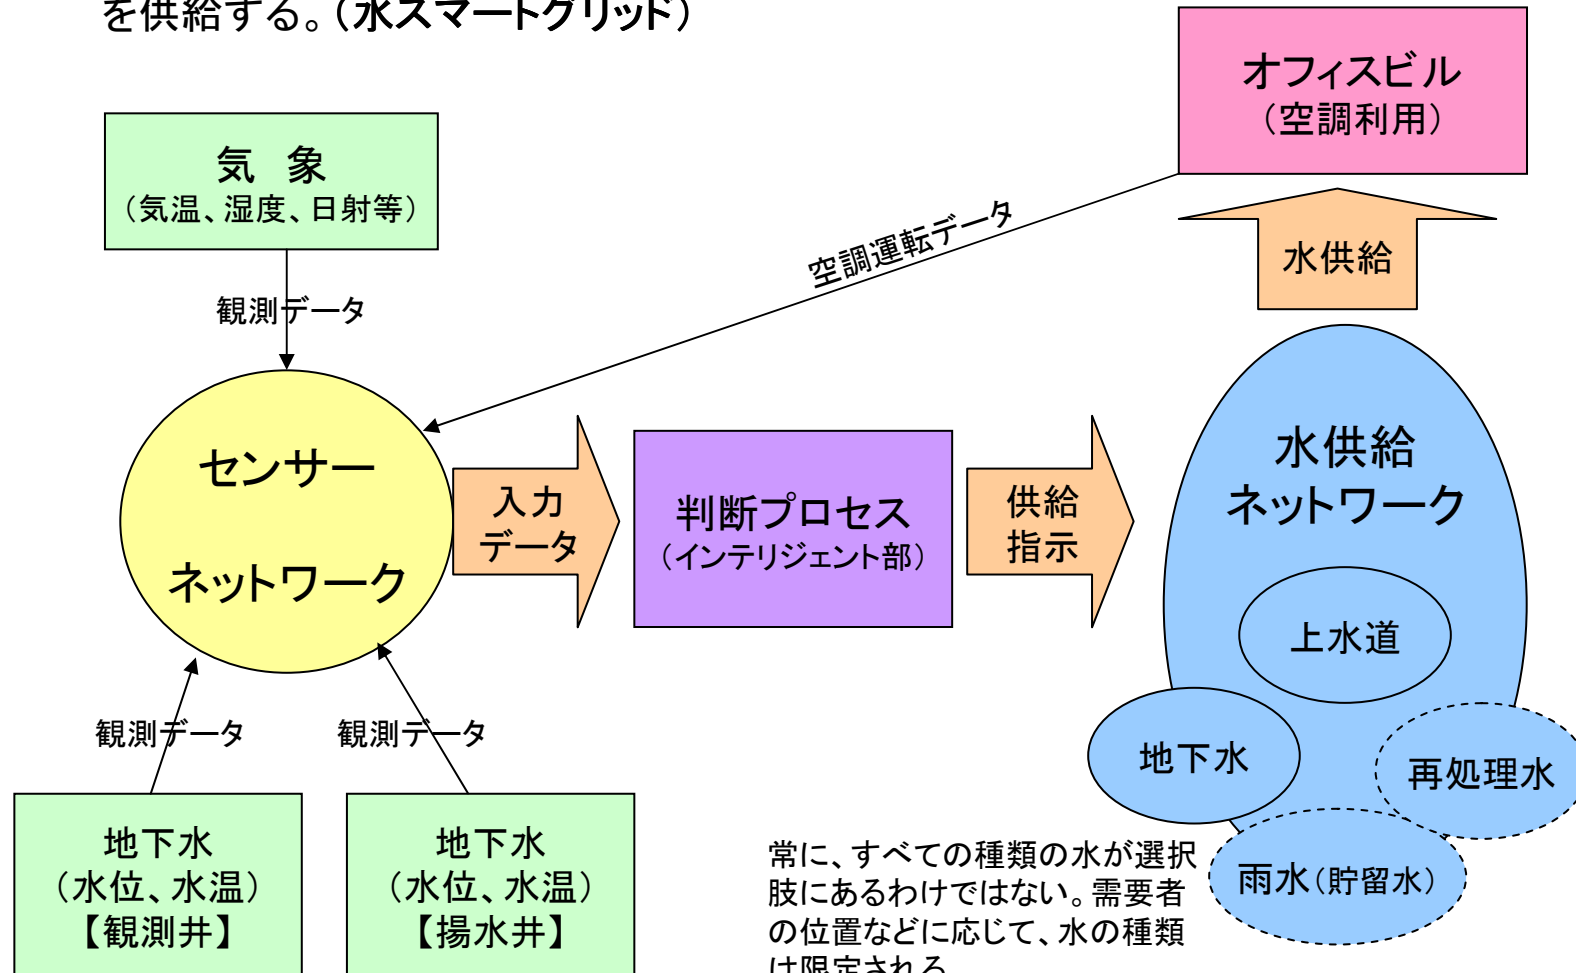 を供給する。（水スマートグリッド）
オフィスビル
（空調利用）
気　象
（気温、湿度、日射等）
空調運転データ
水供給
観測データ
センサー
ネットワーク
入力
データ
判断プロセス
（インテリジェント部）
供給
指示
水供給
ネットワーク
上水道
地下水
再処理水
雨水（貯留水）
観測データ
観測データ
地下水
（水位、水温）
【観測井】
地下水
（水位、水温）
【揚水井】
常に、すべての種類の水が選択
肢にあるわけではない。需要者
の位置などに応じて、水の種類
は限定される